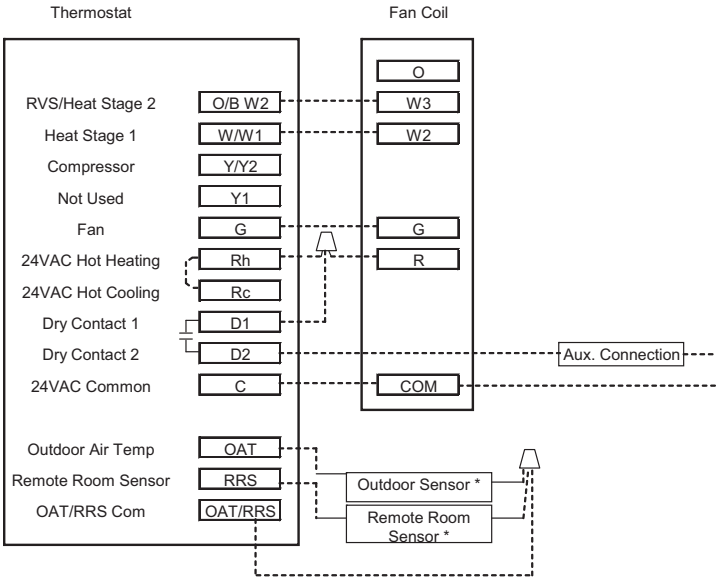 Thermostat
Fan Coil
O
RVS/Heat Stage 2 O/B W2 W3
Heat Stage 1 W/W1 W2
Compressor Y/Y2
Not Used Y1
Fan G G
24VAC Hot Heating Rh R
24VAC Hot Cooling Rc
Dry Contact 1 D1
Dry Contact 2 D2 Aux. Connection
24VAC Common C COM
Outdoor Air Temp OAT
Remote Room Sensor RRS
Outdoor Sensor *
OAT/RRS Com OAT/RRS
Remote Room
Sensor *